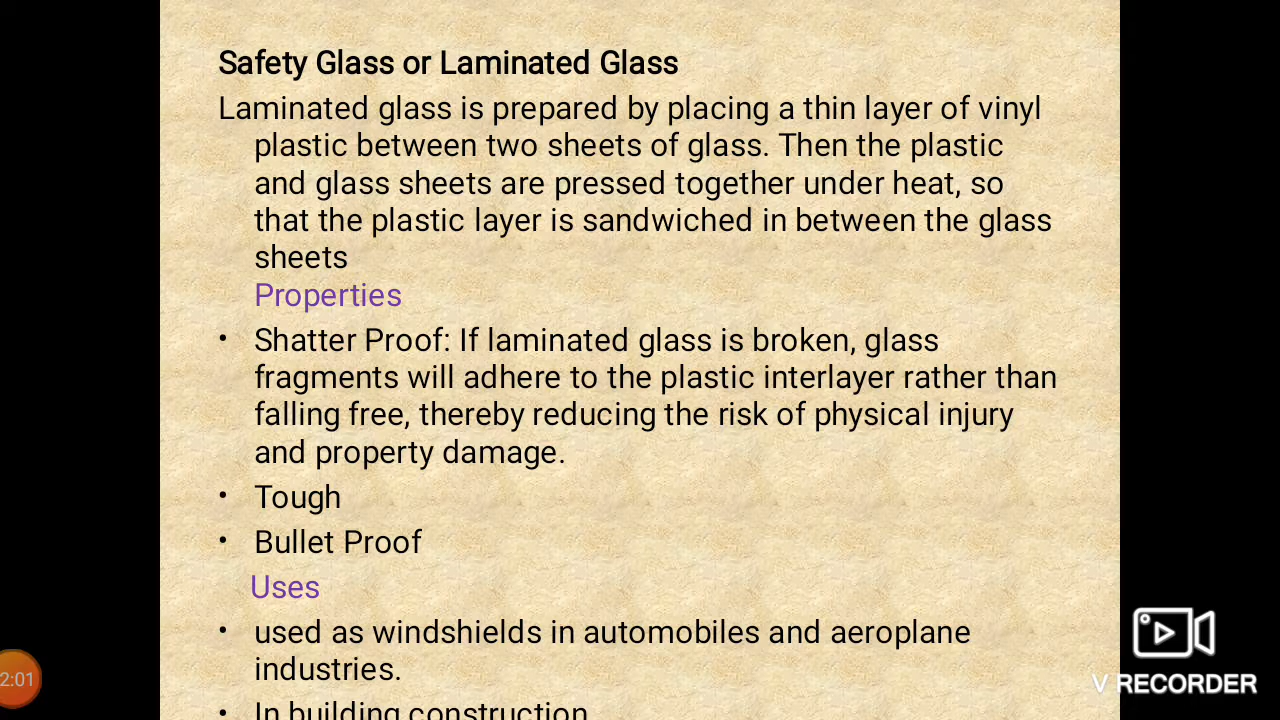 Safety Glass or Laminated Glass
Laminated glass is prepared by placing a thin layer of vinyl
plastic between two sheets of glass. Then the plastic
and glass sheets are pressed together under heat, so
that the plastic layer is sandwiched in between the glass
sheets
Properties
• Shatter Proof: If laminated glass is broken, glass
fragments will adhere to the plastic interlayer rather than
falling free, thereby reducing the risk of physical injury
and property damage.
• Tough
• Bullet Proof
Uses
• used as windshields in automobiles and aeroplane
industries.
• In building construction
2:01
V RECORDER